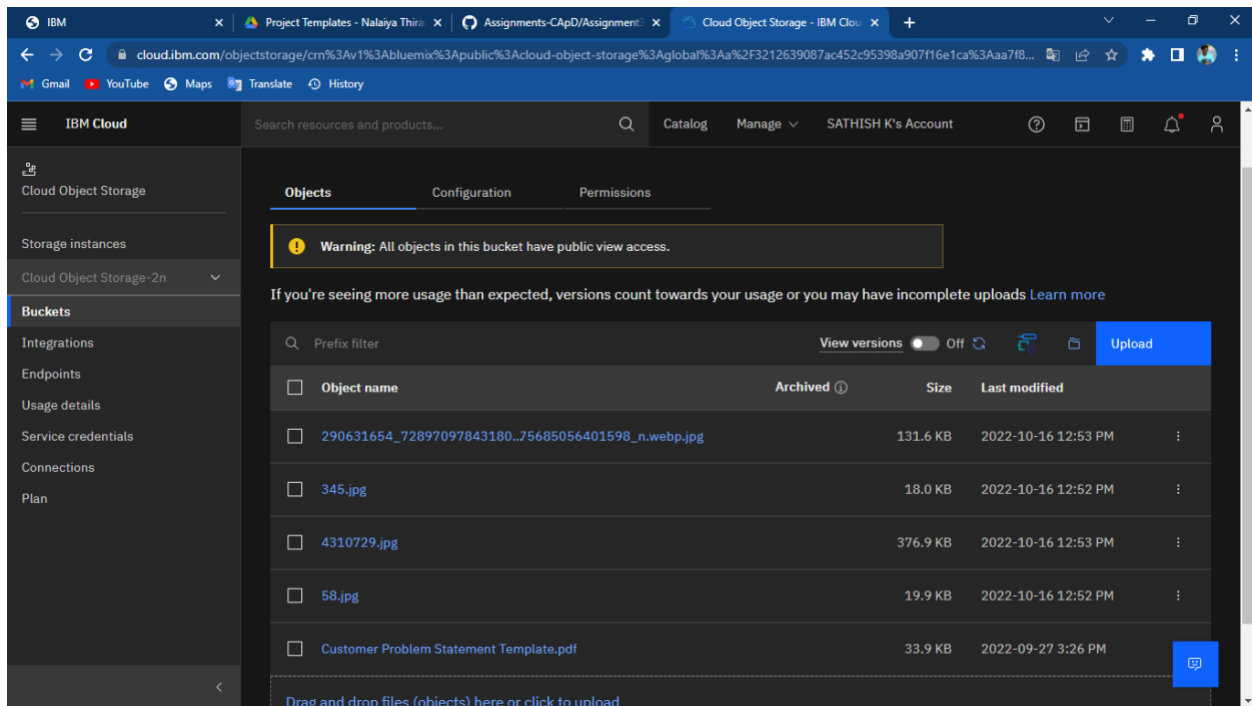 IBM
Project Templates - Nalaiya Thira
Assignments-CApD/Assignment3
Cloud Object Storage - IBM Clou
cloud.ibm.com/objectstorage/crn%3Av1%3Abluemix%3Apublic%3Acloud-object-storage%3Aglobal%3Aa%2F3212639087ac452c95398a907f16e1ca%3Aaa7f8...
Gmail YouTube Maps Translate History
IBM Cloud Search resources and products... Catalog Manage SATHISH K's Account
Cloud Object Storage
Storage instances
Cloud Object Storage-2n
Buckets
Integrations
Endpoints
Usage details
Service credentials
Connections
Plan
Objects Configuration Permissions
Warning: All objects in this bucket have public view access.
If you're seeing more usage than expected, versions count towards your usage or you may have incomplete uploads Learn more
Prefix filter View versions Off Upload
Object name Archived Size Last modified
290631654_72897097843180..75685056401598_n.webp.jpg 131.6 KB 2022-10-16 12:53 PM
345.jpg 18.0 KB 2022-10-16 12:52 PM
4310729.jpg 376.9 KB 2022-10-16 12:53 PM
58.jpg 19.9 KB 2022-10-16 12:52 PM
Customer Problem Statement Template.pdf 33.9 KB 2022-09-27 3:26 PM
Drag and drop files (objects) here or click to upload